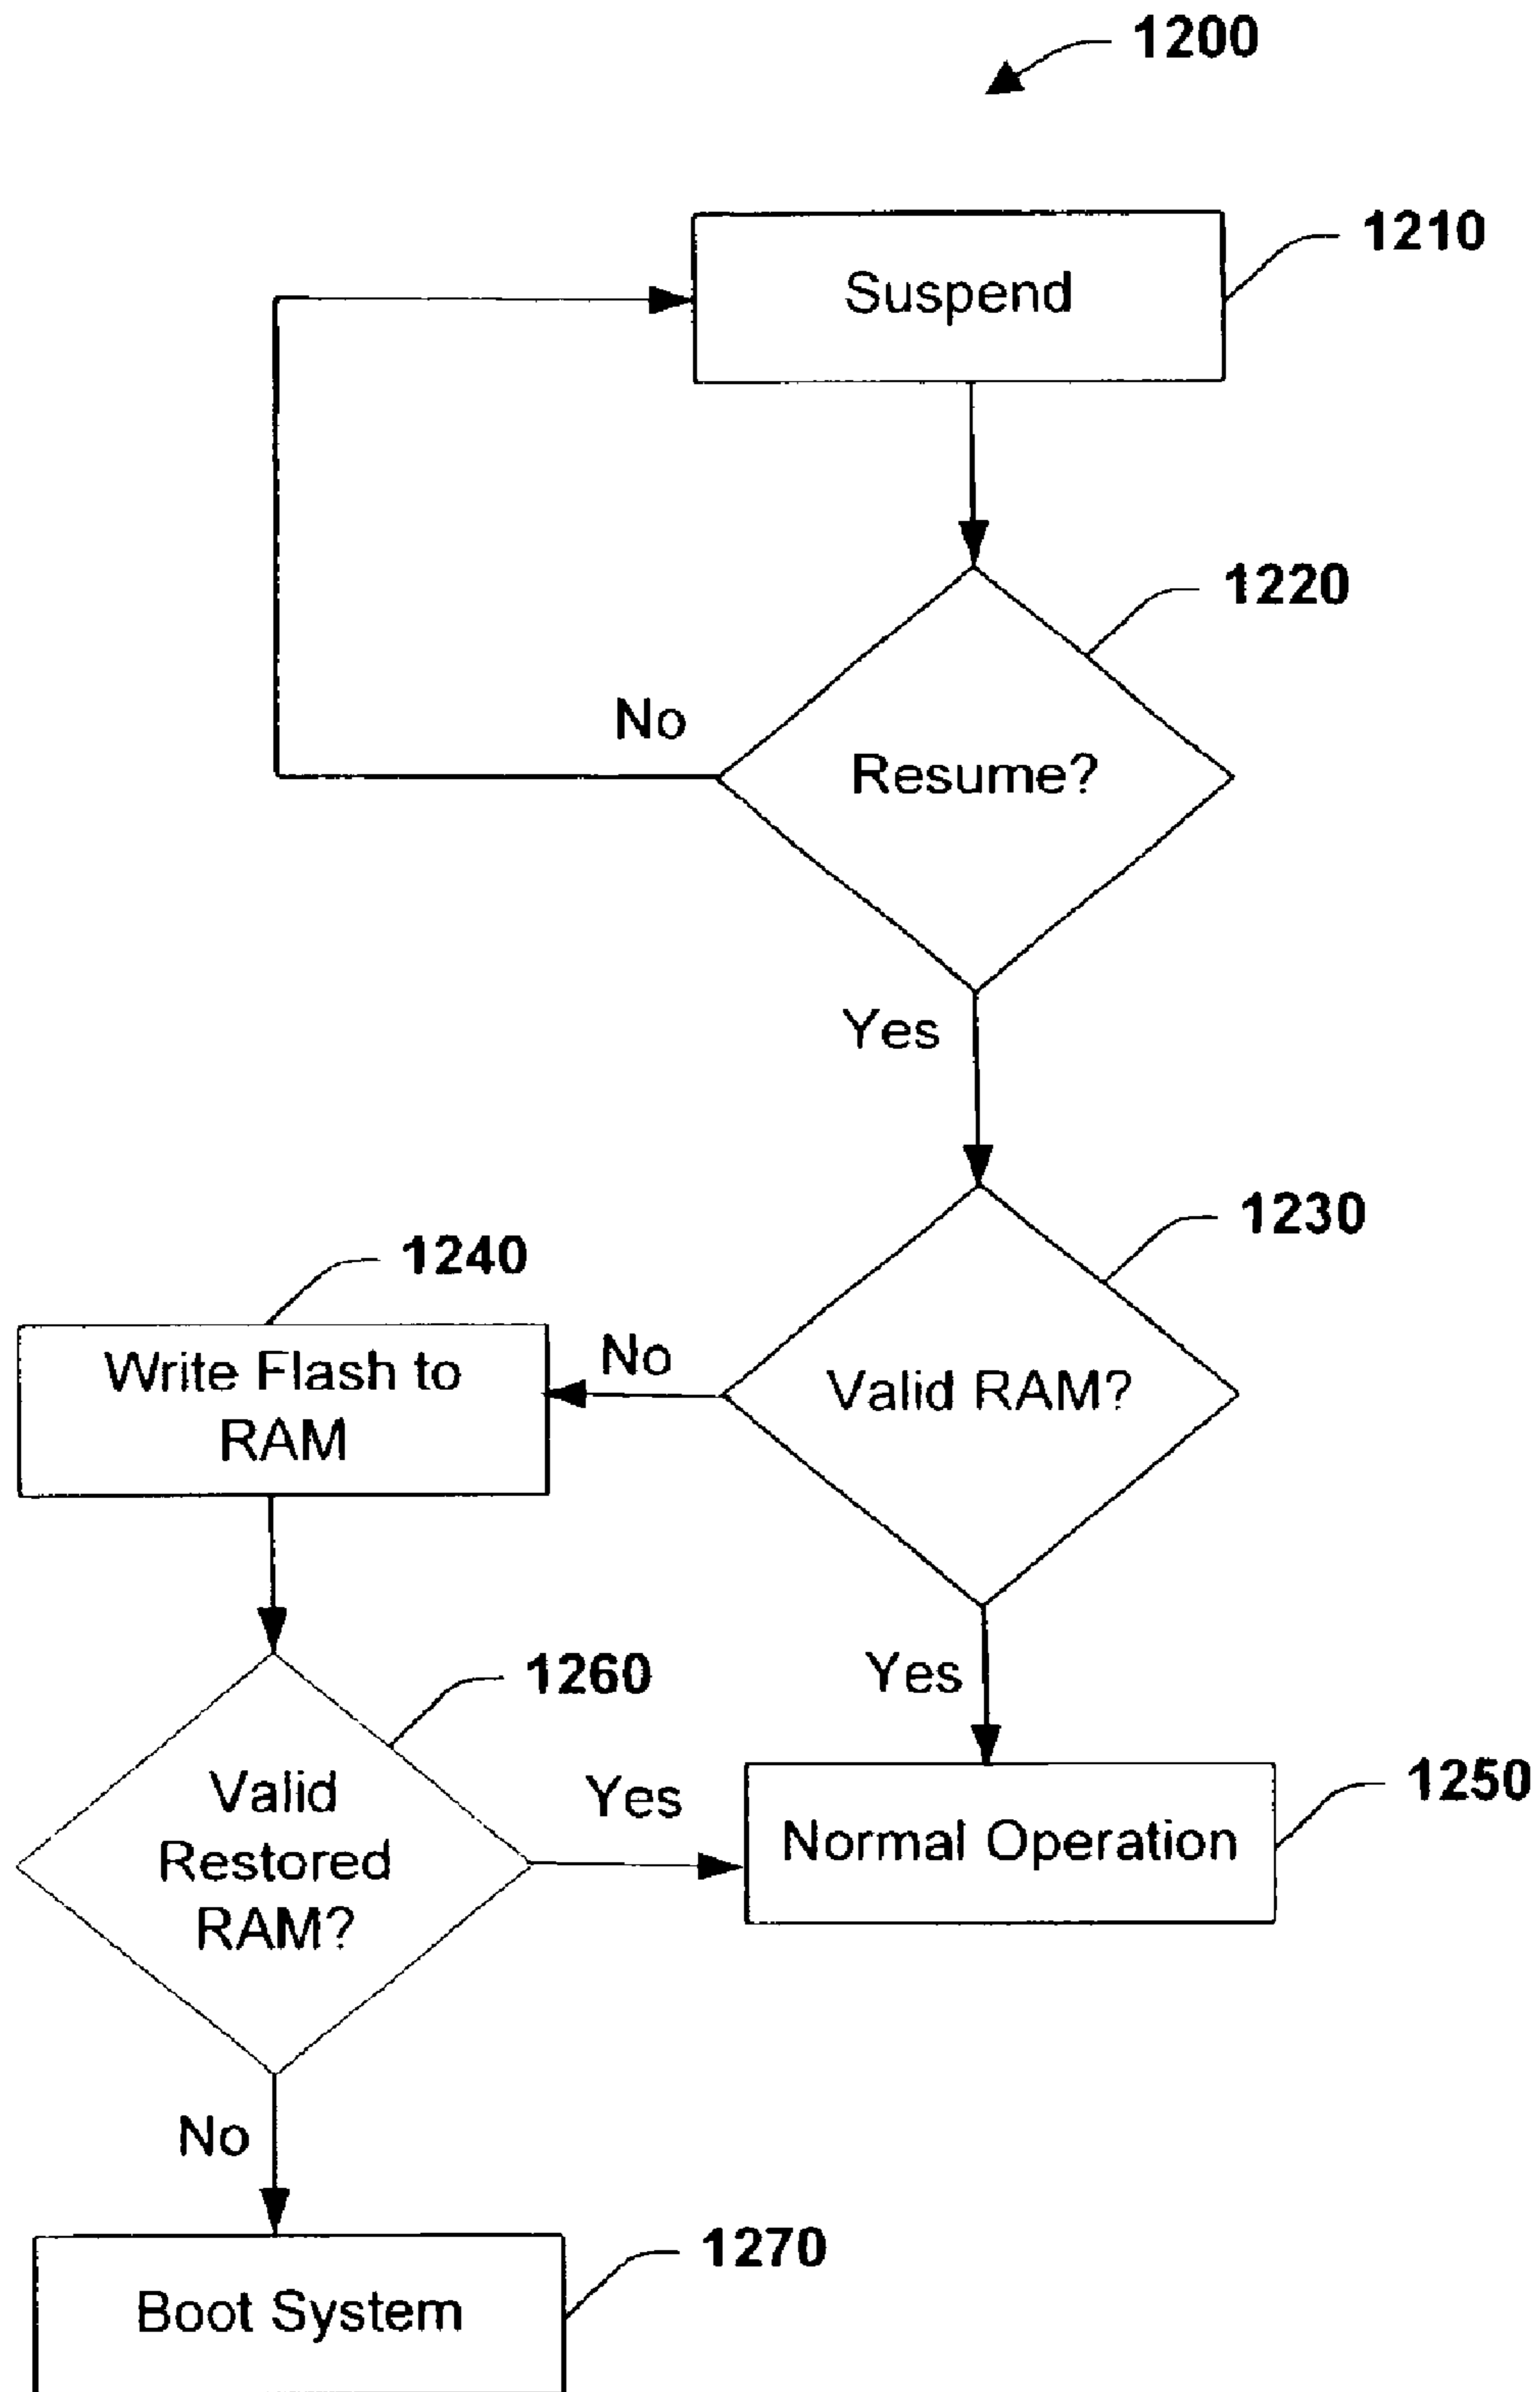 1200
1210
Suspend
1220
No
Resume?
Yes
1230
1240
No
Write Flash to
RAM
Valid RAM?
1260
Yes
Valid
Restored
RAM?
Yes
1250
Normal Operation
No
1270
Boot System